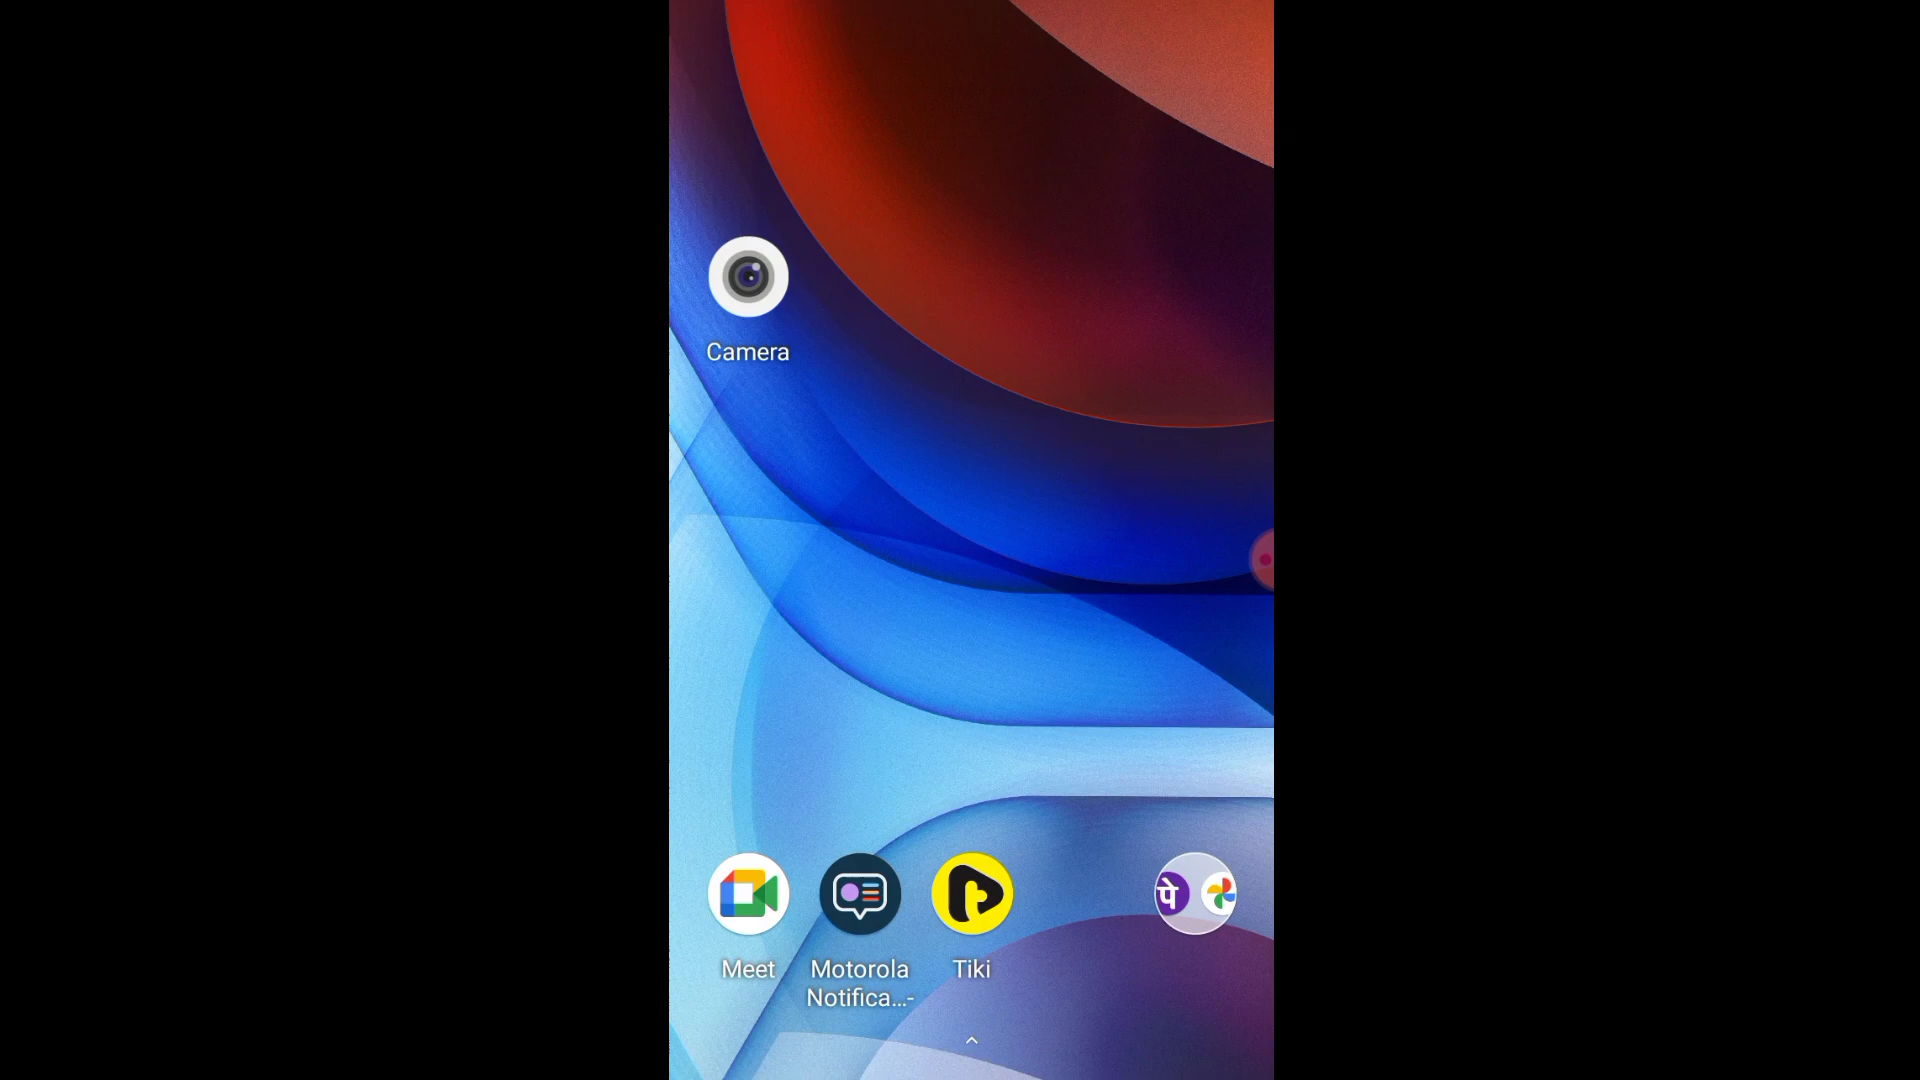 Camera
पे
Meet
Motorola
Notifica...-
Tiki